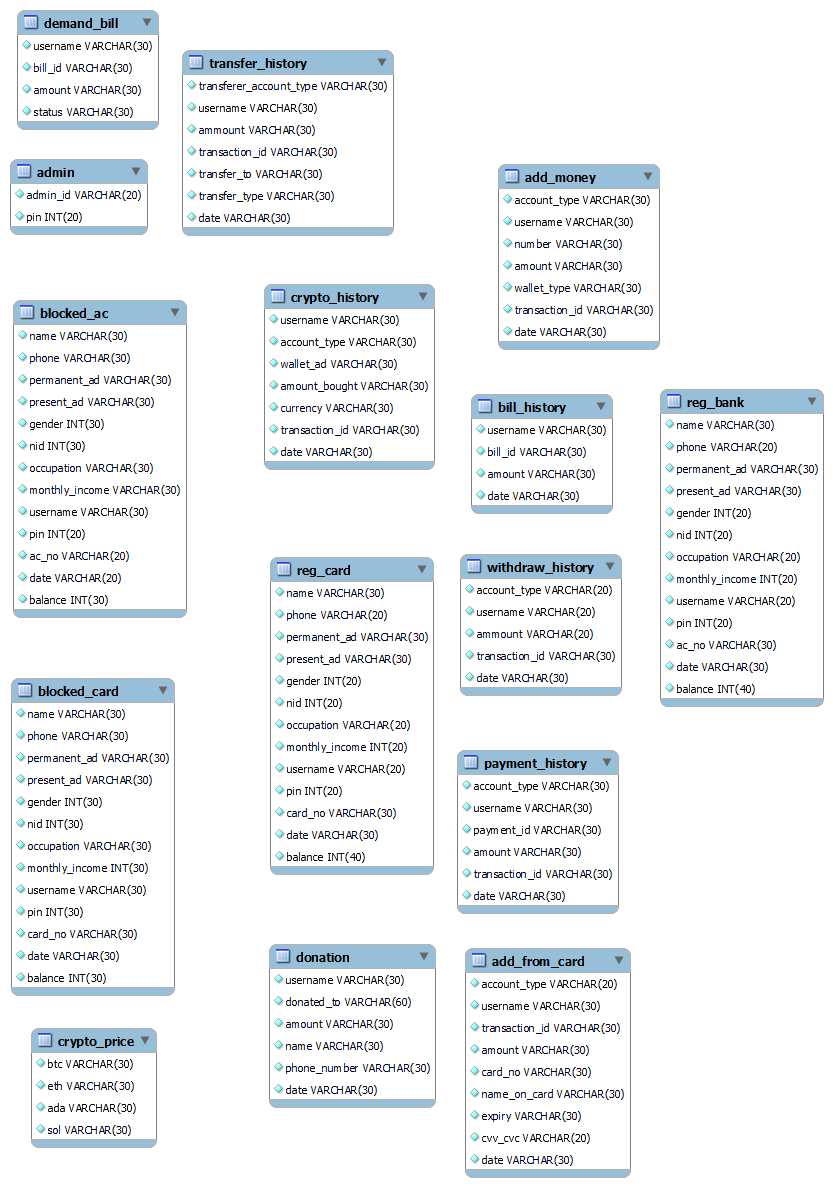 demand_bill
username VARCHAR(30)
bill_id VARCHAR(30)
amount VARCHAR(30)
status VARCHAR(30)
transfer_history
transferer_account_type VARCHAR(30)
username VARCHAR(30)
ammount VARCHAR(30)
transaction_id VARCHAR(30)
transfer_to VARCHAR(30)
transfer_type VARCHAR(30)
date VARCHAR(30)
admin
admin_id VARCHAR(20)
pin INT(20)
add_money
account_type VARCHAR(30)
username VARCHAR(30)
number VARCHAR(30)
amount VARCHAR(30)
wallet_type VARCHAR(30)
transaction_id VARCHAR(30)
date VARCHAR(30)
blocked_ac
name VARCHAR(30)
phone VARCHAR(30)
permanent_ad VARCHAR(30)
present_ad VARCHAR(30)
gender INT(30)
nid INT(30)
occupation VARCHAR(30)
monthly_income VARCHAR(30)
username VARCHAR(30)
pin INT(20)
ac_no VARCHAR(20)
date VARCHAR(20)
balance INT(30)
crypto_history
username VARCHAR(30)
account_type VARCHAR(30)
wallet_ad VARCHAR(30)
amount_bought VARCHAR(30)
currency VARCHAR(30)
transaction_id VARCHAR(30)
date VARCHAR(30)
bill_history
username VARCHAR(30)
bill_id VARCHAR(30)
amount VARCHAR(30)
date VARCHAR(30)
reg_bank
name VARCHAR(30)
phone VARCHAR(20)
permanent_ad VARCHAR(30)
present_ad VARCHAR(30)
gender INT(20)
nid INT(20)
occupation VARCHAR(20)
monthly_income INT(20)
username VARCHAR(20)
pin INT(20)
ac_no VARCHAR(30)
date VARCHAR(30)
balance INT(40)
reg_card
name VARCHAR(30)
phone VARCHAR(20)
permanent_ad VARCHAR(30)
present_ad VARCHAR(30)
gender INT(20)
nid INT(20)
occupation VARCHAR(20)
monthly_income INT(20)
username VARCHAR(20)
pin INT(20)
card_no VARCHAR(30)
date VARCHAR(30)
balance INT(40)
withdraw_history
account_type VARCHAR(20)
username VARCHAR(20)
ammount VARCHAR(20)
transaction_id VARCHAR(30)
date VARCHAR(30)
blocked_card
name VARCHAR(30)
phone VARCHAR(30)
permanent_ad VARCHAR(30)
present_ad VARCHAR(30)
gender INT(30)
nid INT(30)
occupation VARCHAR(30)
monthly_income INT(30)
username VARCHAR(30)
pin INT(30)
card_no VARCHAR(30)
date VARCHAR(30)
balance INT(30)
payment_history
account_type VARCHAR(30)
username VARCHAR(30)
payment_id VARCHAR(30)
amount VARCHAR(30)
transaction_id VARCHAR(30)
date VARCHAR(30)
donation
username VARCHAR(30)
donated_to VARCHAR(60)
amount VARCHAR(30)
name VARCHAR(30)
phone_number VARCHAR(30)
date VARCHAR(30)
add_from_card
account_type VARCHAR(20)
username VARCHAR(30)
transaction_id VARCHAR(30)
amount VARCHAR(30)
card_no VARCHAR(30)
name_on_card VARCHAR(30)
expiry VARCHAR(30)
cvv_cvc VARCHAR(20)
date VARCHAR(30)
crypto_price
btc VARCHAR(30)
eth VARCHAR(30)
ada VARCHAR(30)
sol VARCHAR(30)